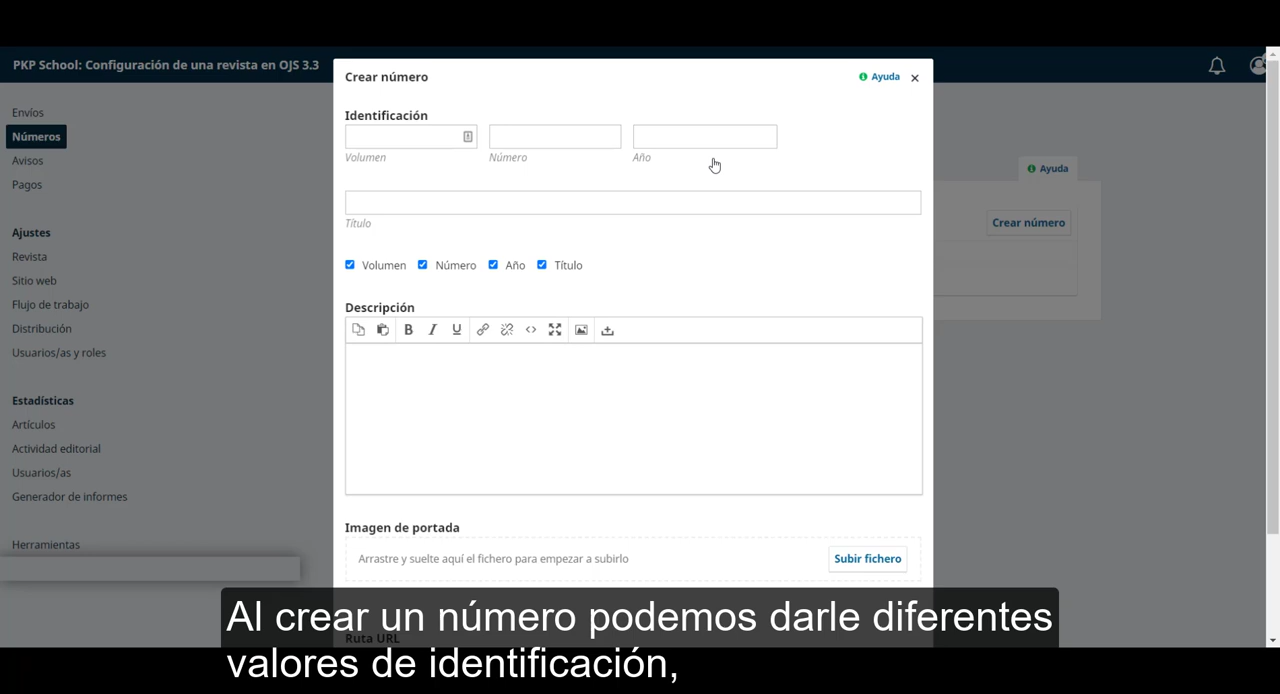 PKP School: Configuración de una revista en OJS 3.3
Envíos
Números
Avisos
Pagos
Ajustes
Revista
Sitio web
Flujo de trabajo
Distribución
Usuarios/as y roles
Estadísticas
Artículos
Actividad editorial
Usuarios/as
Generador de informes
Herramientas
Crear número
Ayuda
Identificación
Volumen
Número
Año
Título
Volumen Número Año Título
Descripción
B I U
Imagen de portada
Arrastre y suelte aquí el fichero para empezar a subirlo
Subir fichero
Ruta URL
Ayuda
Crear número
Al crear un número podemos darle diferentes
valores de identificación,